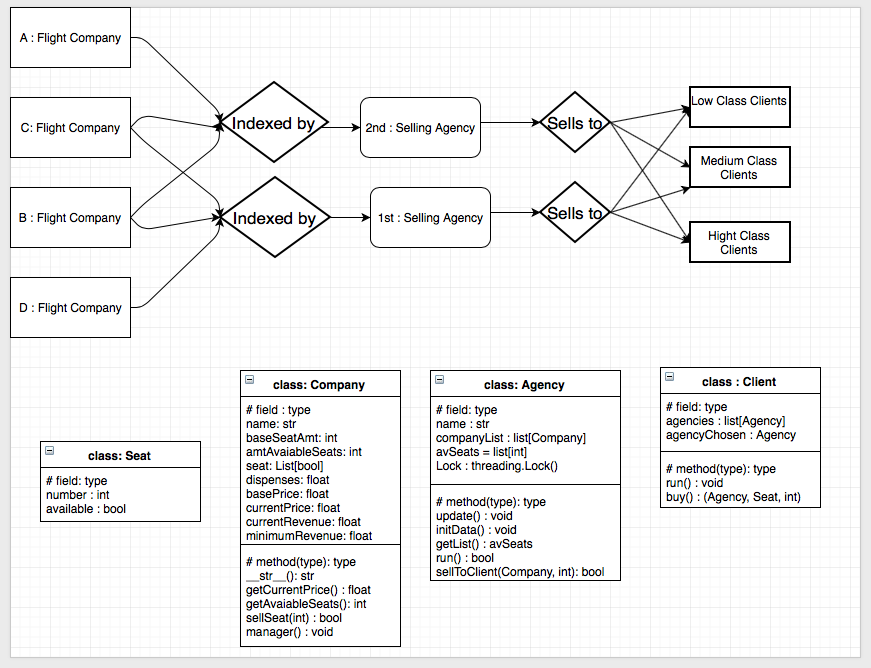 A : Flight Company
C: Flight Company
B : Flight Company
D : Flight Company
Indexed by
Indexed by
2nd : Selling Agency
1st : Selling Agency
Sells to
Sells to
Low Class Clients
Medium Class
Clients
Hight Class
Clients
class: Seat
# field: type
number : int
available : bool
class: Company
# field : type
name: str
baseSeatAmt: int
amtAvaiableSeats: int
seat: List[bool]
dispenses: float
basePrice: float
currentPrice: float
currentRevenue: float
minimumRevenue: float
# method(type): type
__str__(): str
getCurrentPrice() : float
getAvaiableSeats(): int
sellSeat(int) : bool
manager() : void
class: Agency
# field: type
name : str
companyList : list[Company]
avSeats = list[int]
Lock : threading.Lock()
# method(type): type
update() : void
initData() : void
getList() : avSeats
run() : bool
sellToClient(Company, int): bool
class : Client
# field: type
agencies : list[Agency]
agencyChosen : Agency
# method(type): type
run() : void
buy() : (Agency, Seat, int)